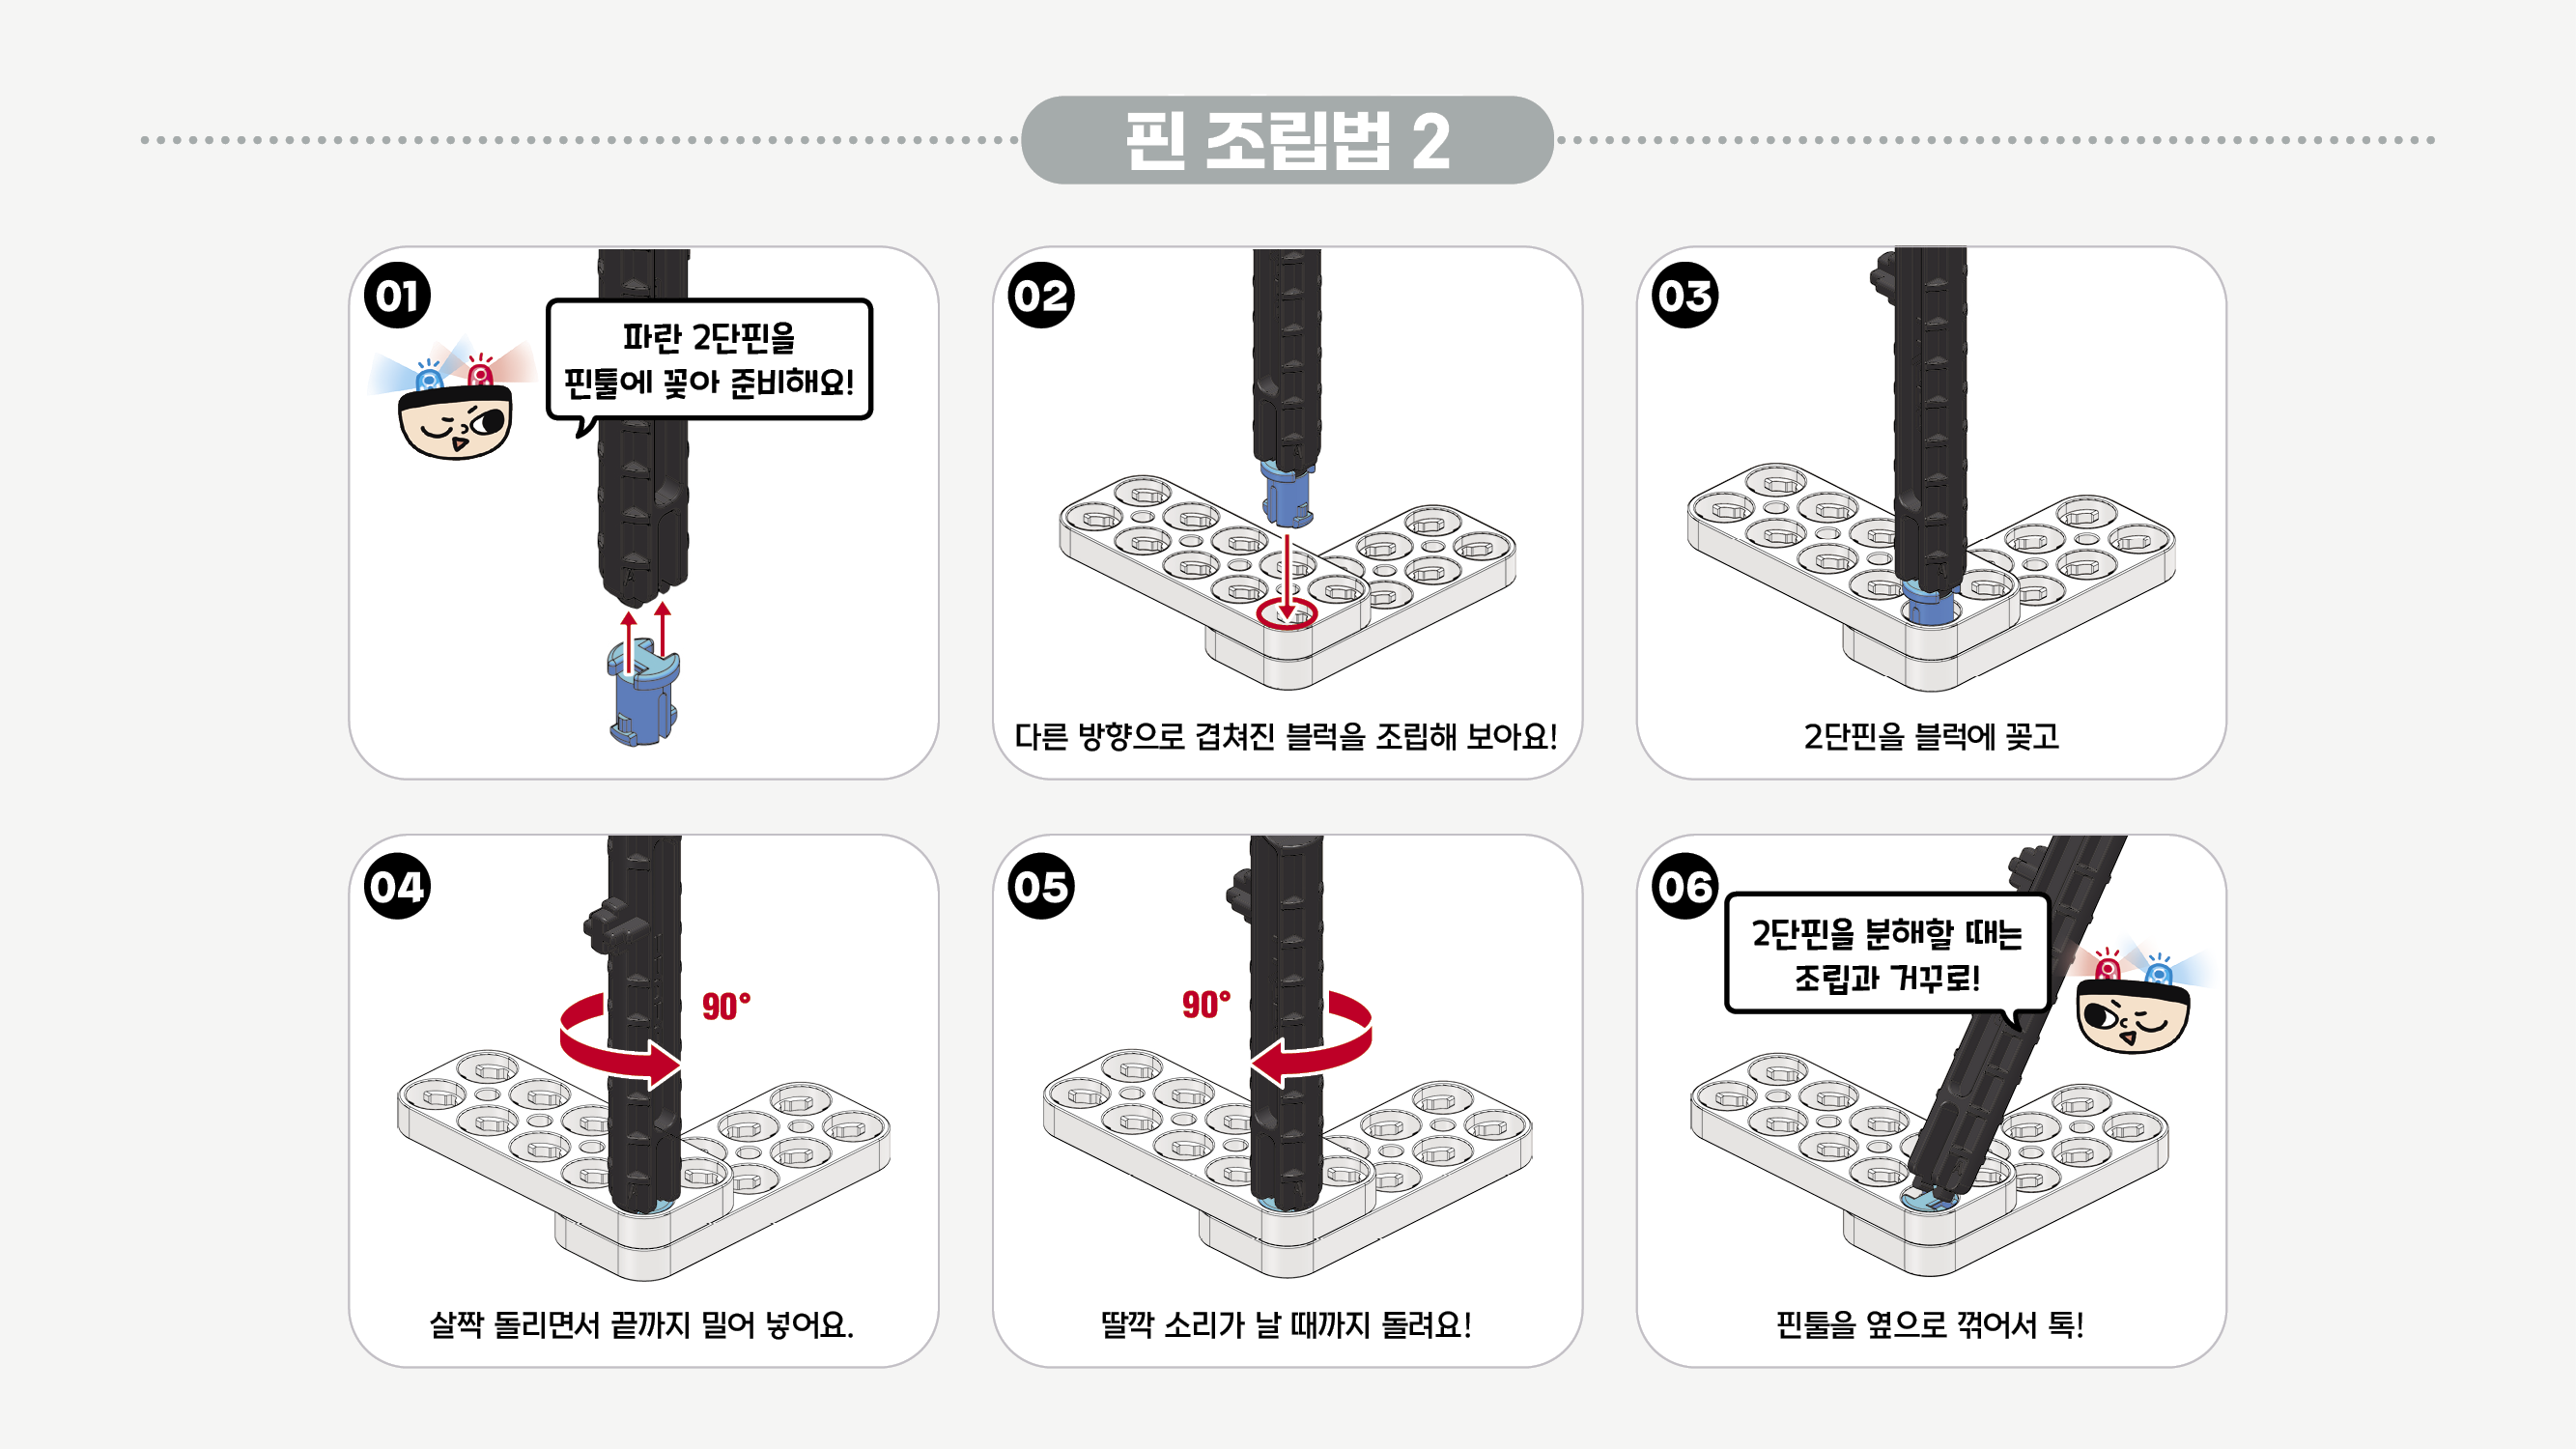 핀 조립법 2
01
파란 2단핀을
핀툴에 꽂아 준비해요!
02
다른 방향으로 겹쳐진 블럭을 조립해 보아요!
03
2단핀을 블럭에 꽂고
04
90°
살짝 돌리면서 끝까지 밀어 넣어요.
05
90°
딸깍 소리가 날 때까지 돌려요!
06
2단핀을 분해할 때는
조립과 거꾸로!
핀툴을 옆으로 꺾어서 톡!